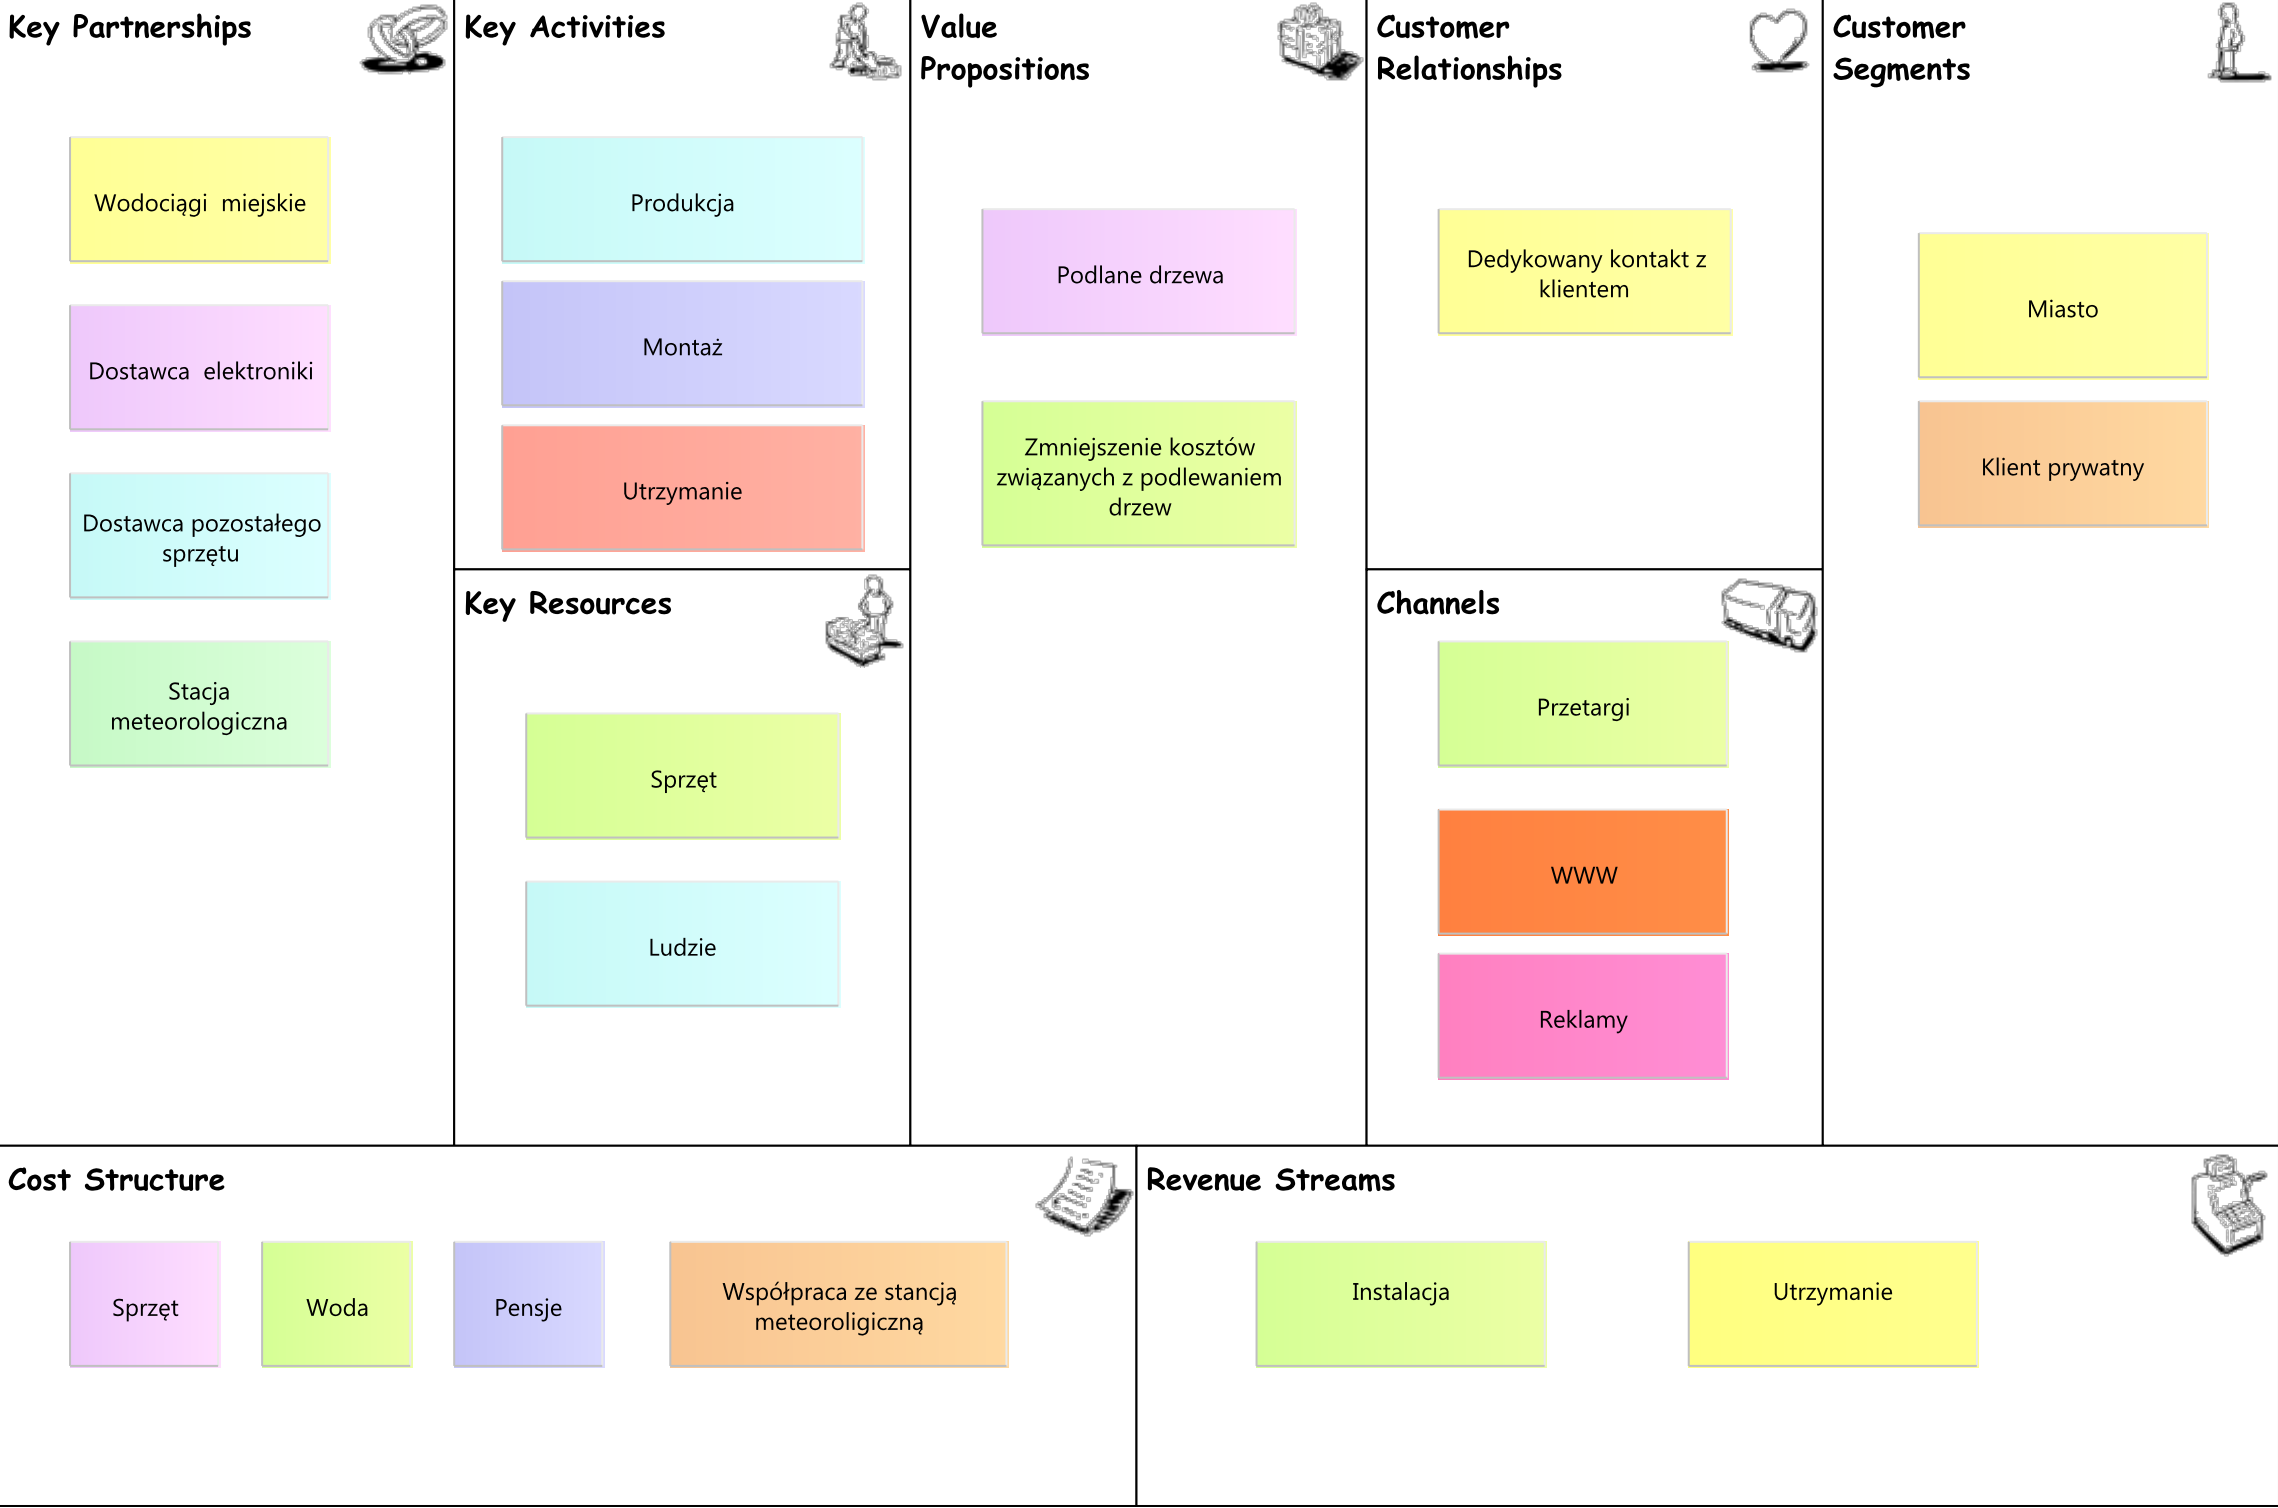 Key Partnerships
Wodociągi  miejskie
Dostawca  elektroniki
Dostawca pozostałego
sprzętu
Stacja
meteorologiczna
Key Activities
Produkcja
Montaż
Utrzymanie
Key Resources
Sprzęt
Ludzie
Value
Propositions
Podlane drzewa
Zmniejszenie kosztów
związanych z podlewaniem
drzew
Customer
Relationships
Dedykowany kontakt z
klientem
Channels
Przetargi
WWW
Reklamy
Customer
Segments
Miasto
Klient prywatny
Cost Structure
Sprzęt
Woda
Pensje
Współpraca ze stancją
meteoroligiczną
Revenue Streams
Instalacja
Utrzymanie